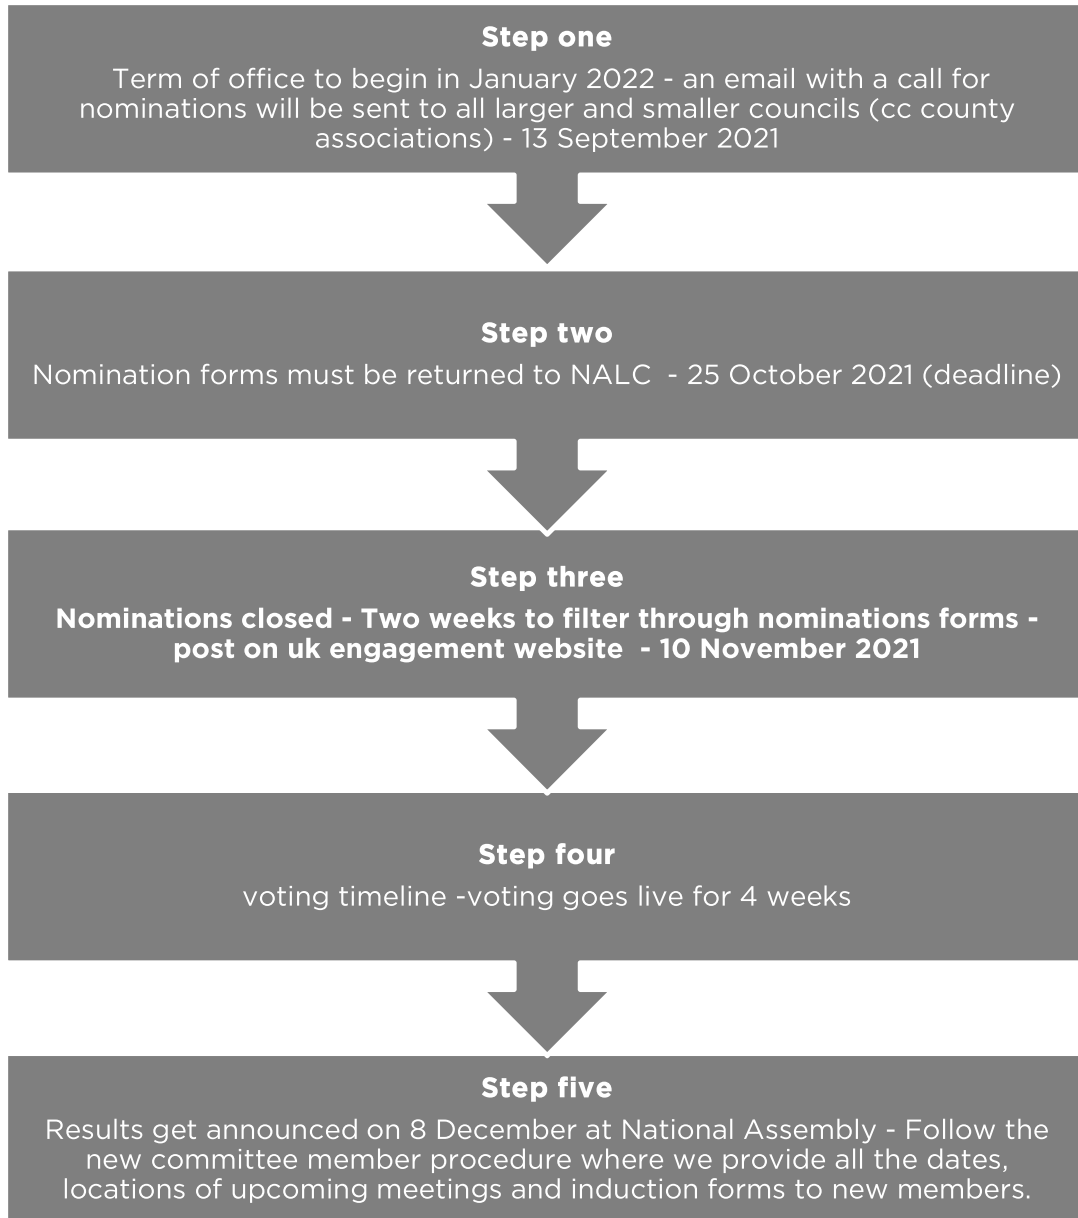 Step one
Term of office to begin in January 2022 - an email with a call for
nominations will be sent to all larger and smaller councils (cc county
associations) - 13 September 2021
Step two
Nomination forms must be returned to NALC  - 25 October 2021 (deadline)
Step three
Nominations closed - Two weeks to filter through nominations forms -
post on uk engagement website  - 10 November 2021
Step four
voting timeline -voting goes live for 4 weeks
Step five
Results get announced on 8 December at National Assembly - Follow the
new committee member procedure where we provide all the dates,
locations of upcoming meetings and induction forms to new members.